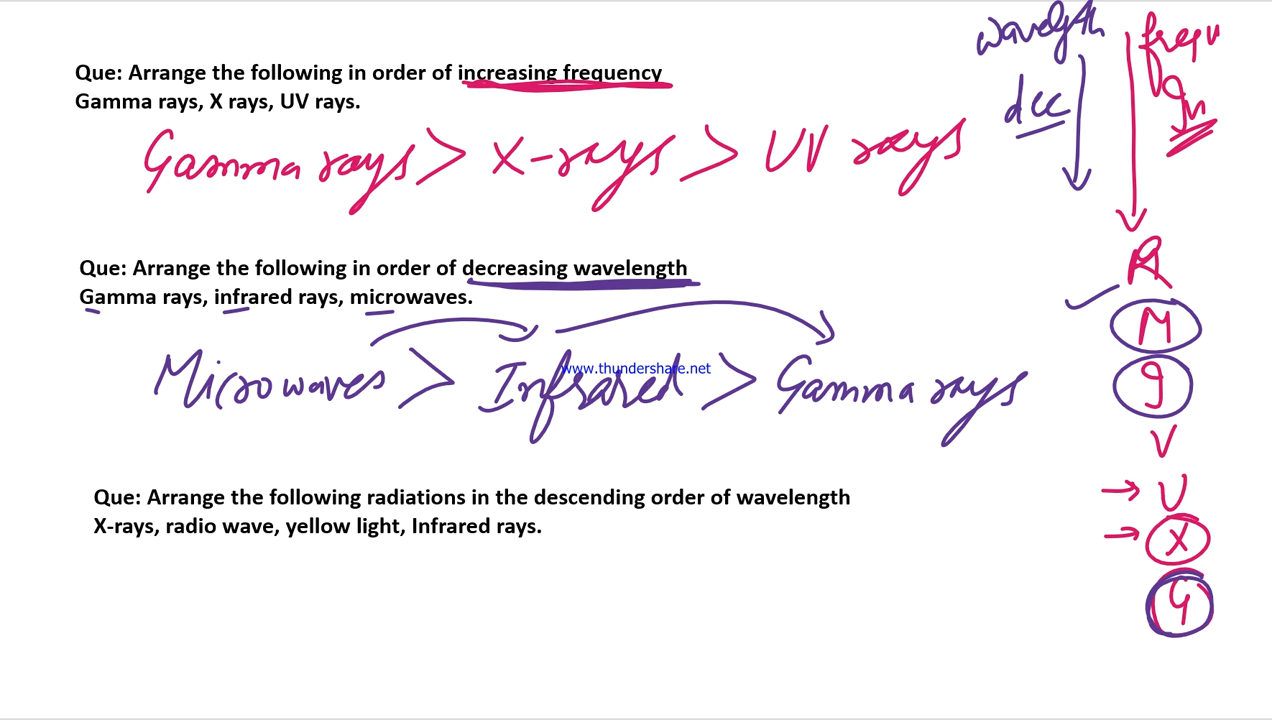 Que: Arrange the following in order of increasing frequency
Gamma rays, X rays, UV rays.
Gamma rays > X-rays > UV rays
Que: Arrange the following in order of decreasing wavelength
Gamma rays, infrared rays, microwaves.
Microwaves > Infrared > Gamma rays
www.thundershare.net
Que: Arrange the following radiations in the descending order of wavelength
X-rays, radio wave, yellow light, Infrared rays.
dec
R
M
I
V
→ U
→ X
G